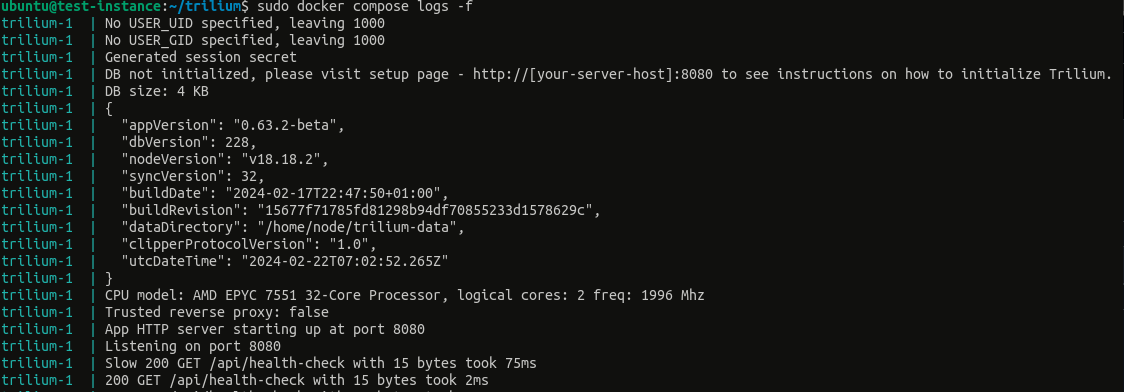 ubuntu@test-instance:~/trilium$ sudo docker compose logs -f
trilium-1  | No USER_UID specified, leaving 1000
trilium-1  | No USER_GID specified, leaving 1000
trilium-1  | Generated session secret
trilium-1  | DB not initialized, please visit setup page - http://[your-server-host]:8080 to see instructions on how to initialize Trilium.
trilium-1  | DB size: 4 KB
trilium-1  | {
trilium-1  |   "appVersion": "0.63.2-beta",
trilium-1  |   "dbVersion": 228,
trilium-1  |   "nodeVersion": "v18.18.2",
trilium-1  |   "syncVersion": 32,
trilium-1  |   "buildDate": "2024-02-17T22:47:50+01:00",
trilium-1  |   "buildRevision": "15677f71785fd81298b94df70855233d1578629c",
trilium-1  |   "dataDirectory": "/home/node/trilium-data",
trilium-1  |   "clipperProtocolVersion": "1.0",
trilium-1  |   "utcDateTime": "2024-02-22T07:02:52.265Z"
trilium-1  | }
trilium-1  | CPU model: AMD EPYC 7551 32-Core Processor, logical cores: 2 freq: 1996 Mhz
trilium-1  | Trusted reverse proxy: false
trilium-1  | App HTTP server starting up at port 8080
trilium-1  | Listening on port 8080
trilium-1  | Slow 200 GET /api/health-check with 15 bytes took 75ms
trilium-1  | 200 GET /api/health-check with 15 bytes took 2ms